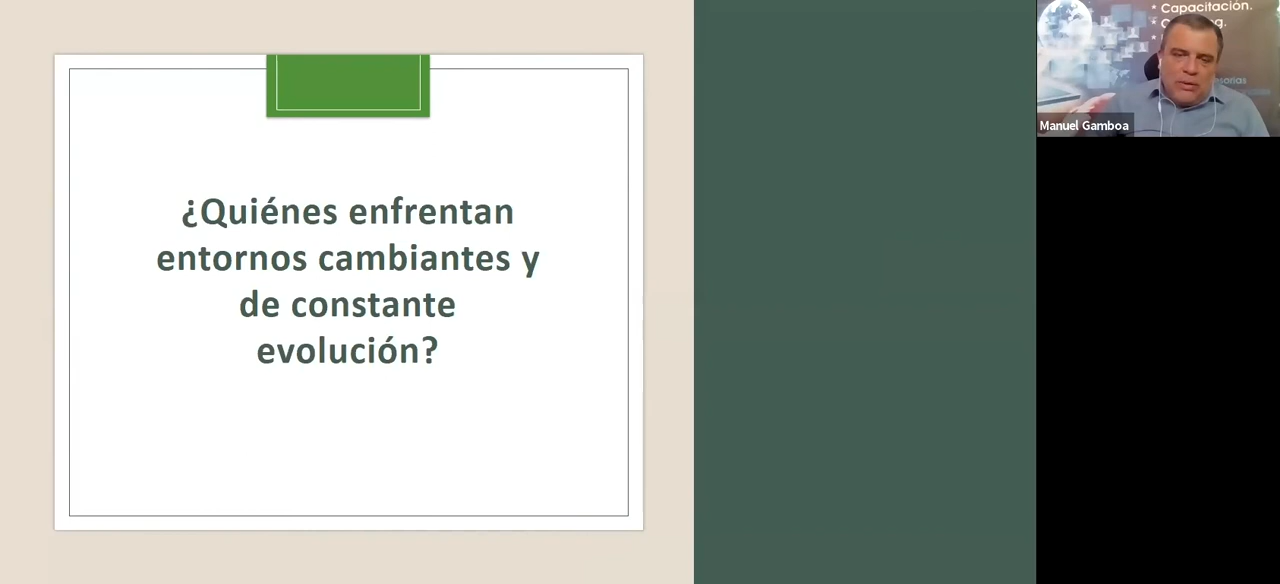 ¿Quiénes enfrentan
entornos cambiantes y
de constante
evolución?
* Capacitación.
Manuel Gamboa